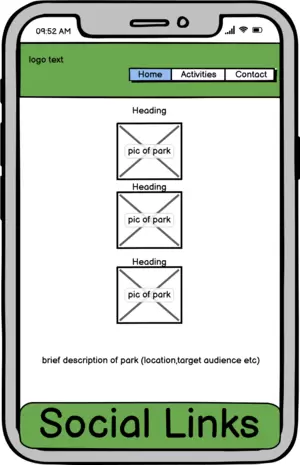 09:52 AM
logo text
Home Activities Contact
Heading
pic of park
Heading
pic of park
Heading
pic of park
brief description of park (location,target audience etc)
Social Links